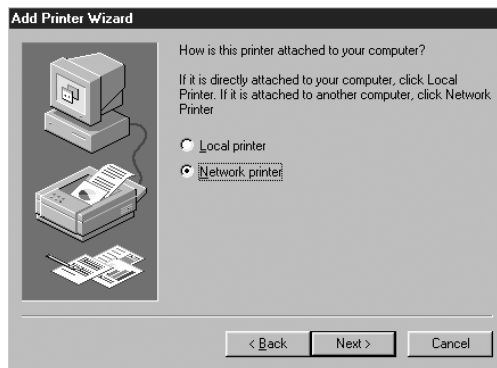 Add Printer Wizard
How is this printer attached to your computer?
If it is directly attached to your computer, click Local
Printer. If it is attached to another computer, click Network
Printer
Local printer
Network printer
< Back
Next >
Cancel